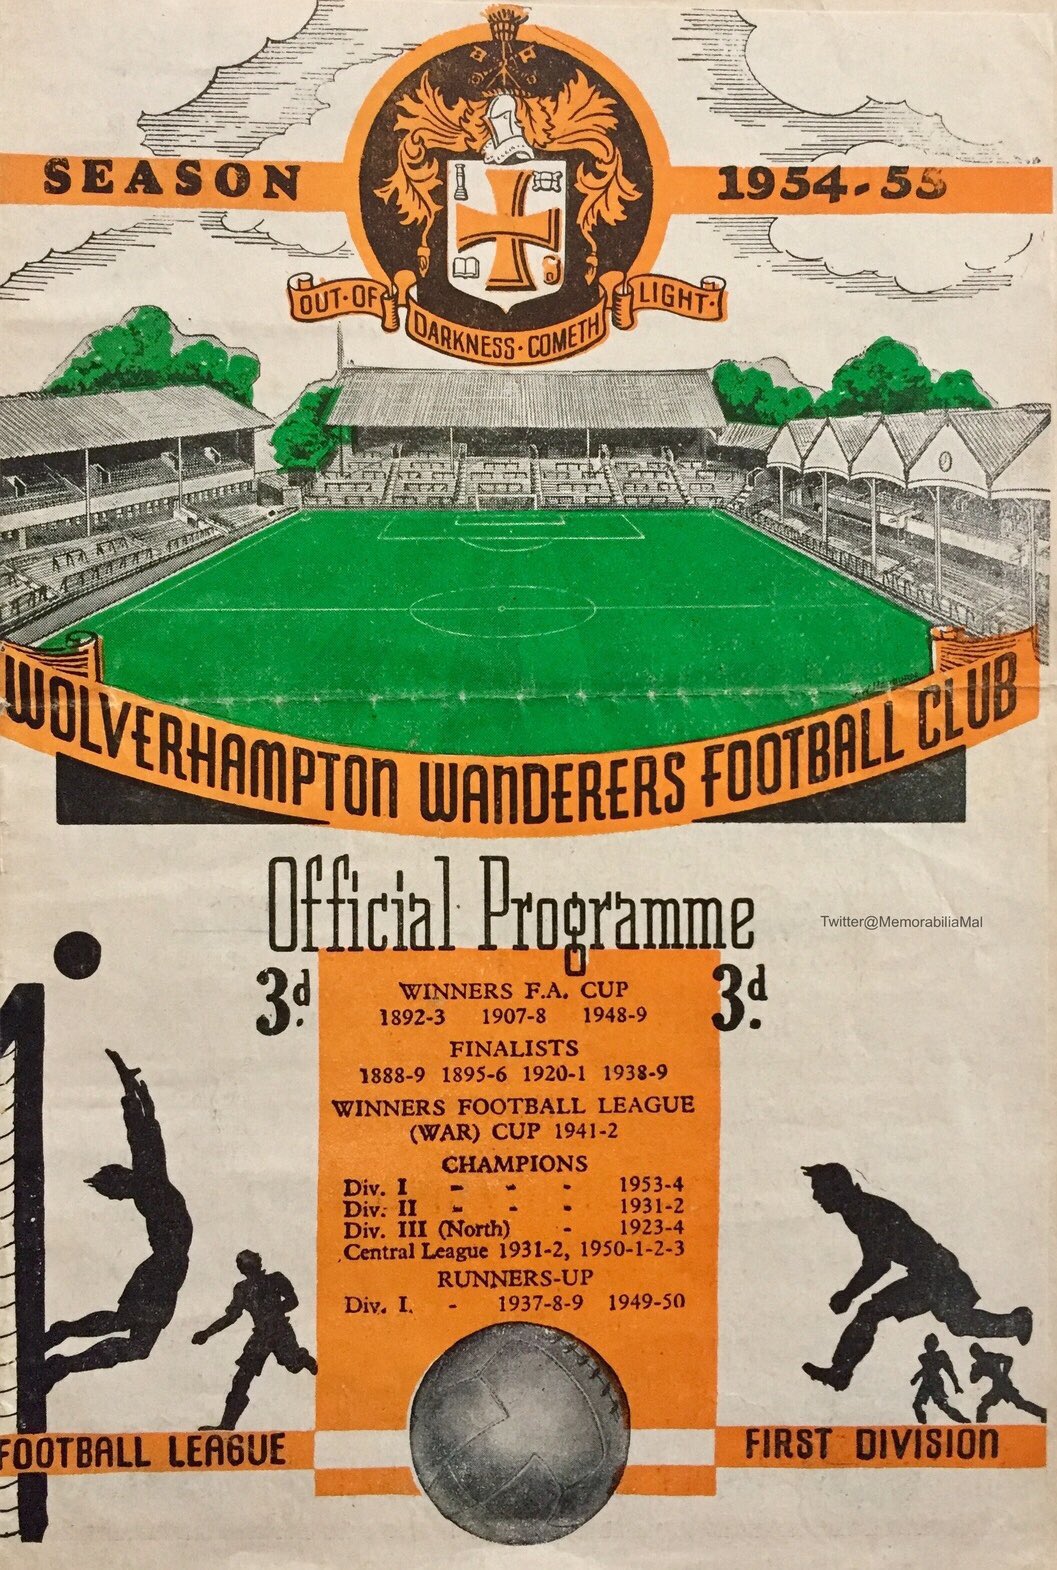 SEASON 1954-55
OUT·OF DARKNESS·COMETH LIGHT·
WOLVERHAMPTON WANDERERS FOOTBALL CLUB
Official Programme
Twitter@MemorabiliaMal
3d. 3d.
WINNERS F.A. CUP
1892-3 1907-8 1948-9
FINALISTS
1888-9 1895-6 1920-1 1938-9
WINNERS FOOTBALL LEAGUE
(WAR) CUP 1941-2
CHAMPIONS
Div. I - - - 1953-4
Div. II - - - 1931-2
Div. III (North) - 1923-4
Central League 1931-2, 1950-1-2-3
RUNNERS-UP
Div. I. - 1937-8-9 1949-50
FOOTBALL LEAGUE FIRST DIVISION